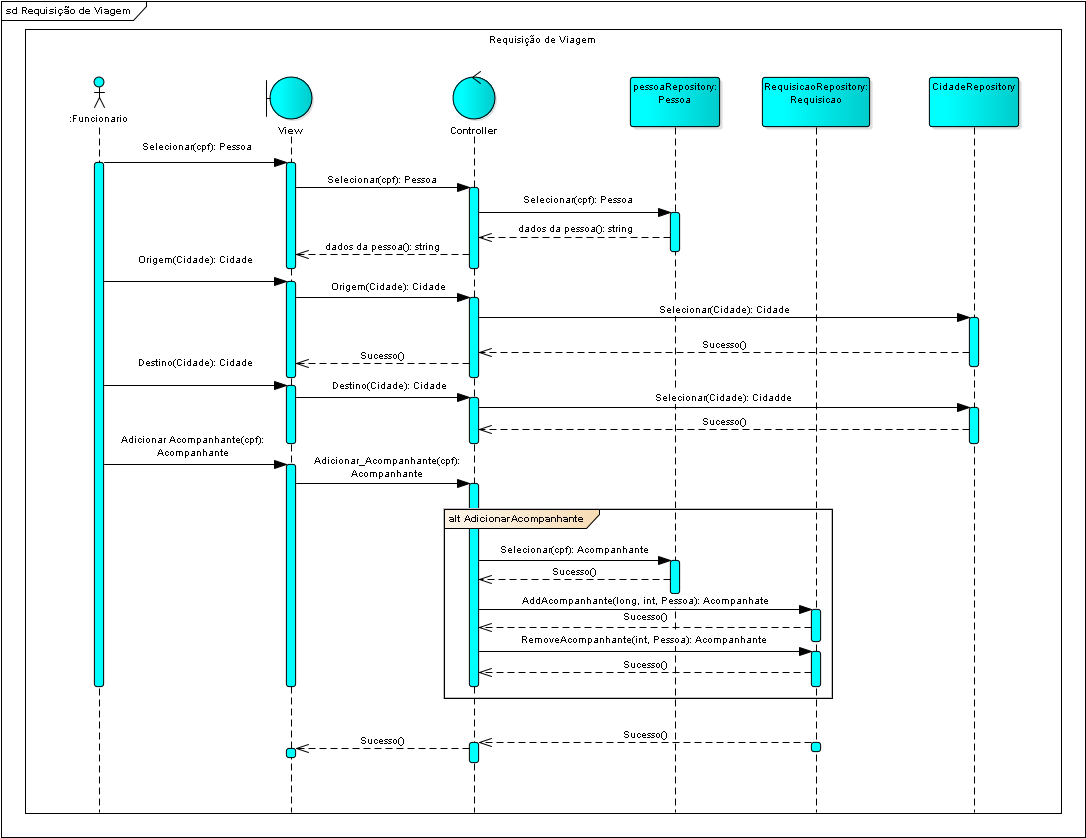 sd Requisição de Viagem
Requisição de Viagem
:Funcionario
View
Controller
pessoaRepository:
Pessoa
RequisicaoRepository:
Requisicao
CidadeRepository
Selecionar(cpf): Pessoa
Selecionar(cpf): Pessoa
Selecionar(cpf): Pessoa
dados da pessoa(): string
dados da pessoa(): string
Origem(Cidade): Cidade
Origem(Cidade): Cidade
Selecionar(Cidade): Cidade
Sucesso()
Sucesso()
Destino(Cidade): Cidade
Destino(Cidade): Cidade
Selecionar(Cidade): Cidadde
Sucesso()
Adicionar Acompanhante(cpf):
Acompanhante
Adicionar_Acompanhante(cpf):
Acompanhante
alt AdicionarAcompanhante
Selecionar(cpf): Acompanhante
Sucesso()
AddAcompanhante(long, int, Pessoa): Acompanhate
Sucesso()
RemoveAcompanhante(int, Pessoa): Acompanhante
Sucesso()
Sucesso()
Sucesso()